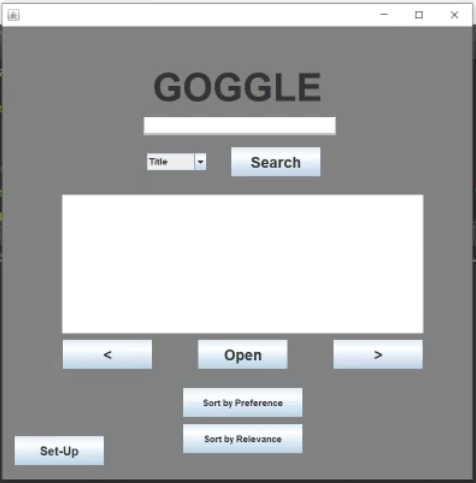 GOGGLE
Title
Search
<
Open
>
Sort by Preference
Sort by Relevance
Set-Up